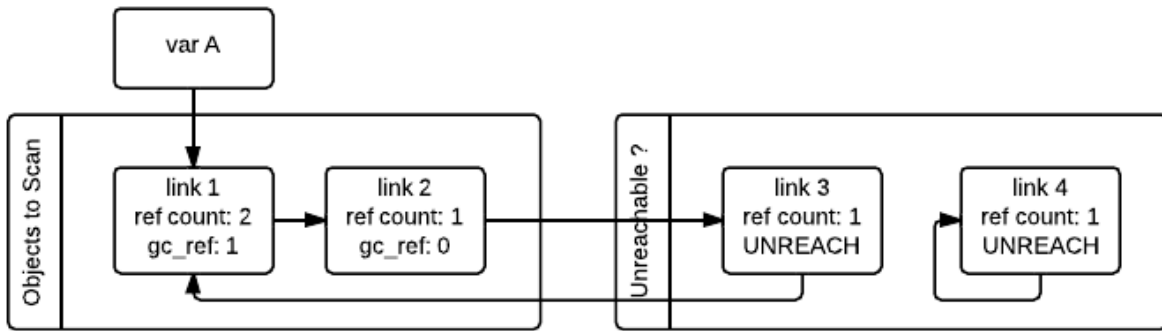 var A
Objects to Scan
link 1
ref count: 2
gc_ref: 1
link 2
ref count: 1
gc_ref: 0
Unreachable ?
link 3
ref count: 1
UNREACH
link 4
ref count: 1
UNREACH